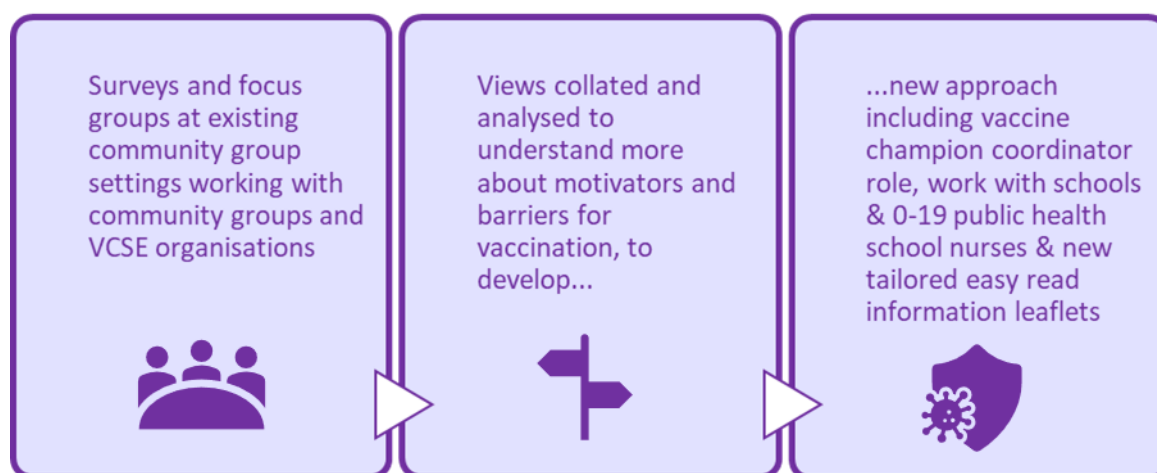 Surveys and focus
groups at existing
community group
settings working with
community groups and
VCSE organisations
Views collated and
analysed to
understand more
about motivators and
barriers for
vaccination, to
develop...
...new approach
including vaccine
champion coordinator
role, work with schools
& 0-19 public health
school nurses & new
tailored easy read
information leaflets